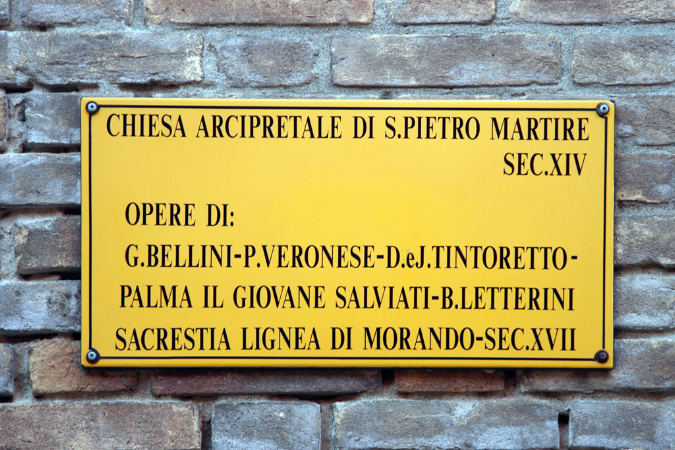 CHIESA ARCIPRETALE DI S.PIETRO MARTIRE
SEC.XIV
OPERE DI:
G.BELLINI-P.VERONESE-D.eJ.TINTORETTO-
PALMA IL GIOVANE SALVIATI-B.LETTERINI
SACRESTIA LIGNEA DI MORANDO-SEC.XVII